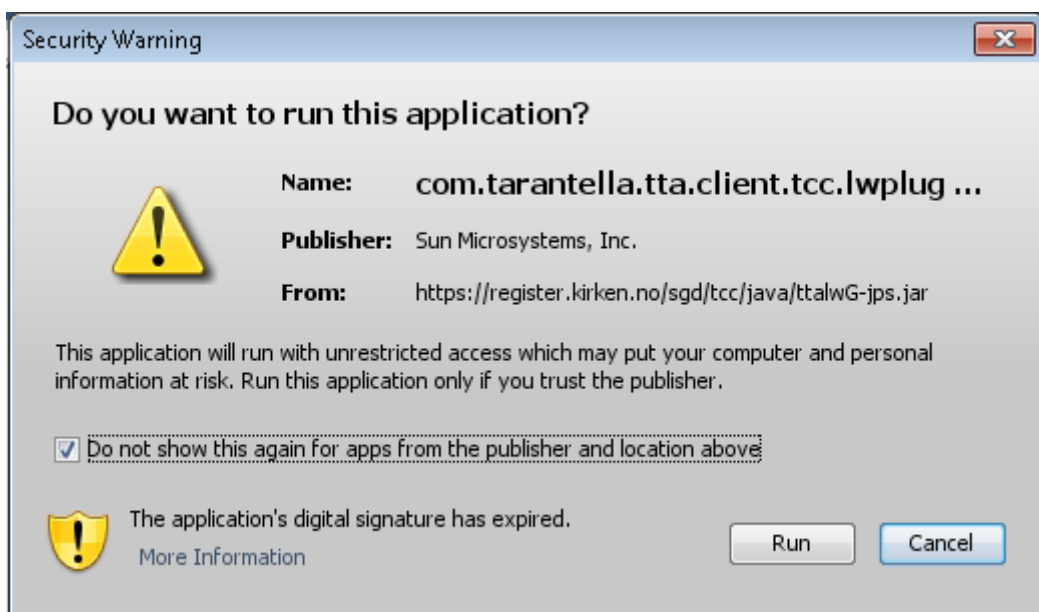 Security Warning
Do you want to run this application?
Name: com.tarantella.tta.client.tcc.lwplug ...
Publisher: Sun Microsystems, Inc.
From: https://register.kirken.no/sgd/tcc/java/ttalwG-jps.jar
This application will run with unrestricted access which may put your computer and personal
information at risk. Run this application only if you trust the publisher.
Do not show this again for apps from the publisher and location above
The application's digital signature has expired.
More Information
Run Cancel